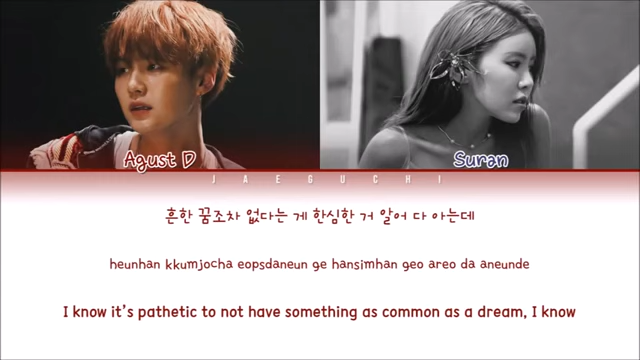 Agust D
Suran
JAEGUCHI
흔한 꿈조차 없다는 게 한심한 거 알어 다 아는데
heunhan kkumjocha eopsdaneun ge hansimhan geo areo da aneunde
I know it's pathetic to not have something as common as a dream, I know